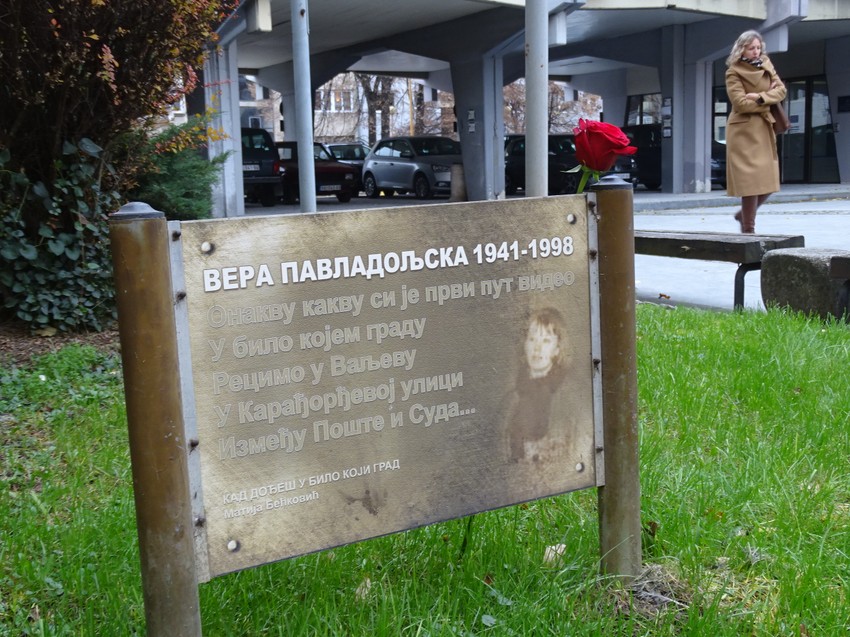 ВЕРА ПАВЛАДОЉСКА 1941-1998
Онакву какву си је први пут видео
У било којем граду
Рецимо у Ваљеву
У Карађорђевој улици
Између Поште и Суда...
КАД ДОЂЕШ У БИЛО КОЈИ ГРАД
Матија Бећковић